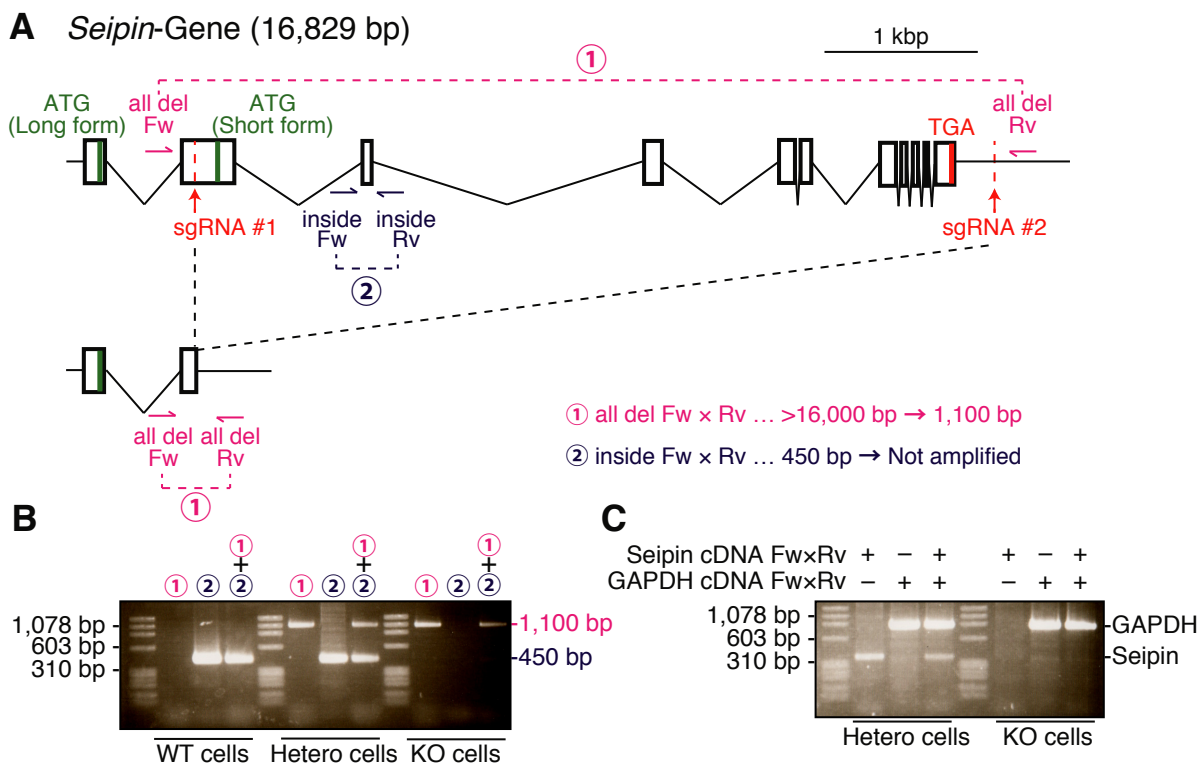 A Seipin-Gene (16,829 bp)
1 kbp
①
ATG
(Long form)
all del
Fw
ATG
(Short form)
TGA
all del
Rv
sgRNA #1
inside
Fw
inside
Rv
②
sgRNA #2
all del
Fw
all del
Rv
①
① all del Fw × Rv … >16,000 bp → 1,100 bp
② inside Fw × Rv … 450 bp → Not amplified
B
① ② ①
+
② ① ② ①
+
② ① ② ①
+
②
1,078 bp -
603 bp -
310 bp -
-1,100 bp
-450 bp
WT cells Hetero cells KO cells
C
Seipin cDNA Fw×Rv + − + + − +
GAPDH cDNA Fw×Rv − + + − + +
1,078 bp -
603 bp -
310 bp -
-GAPDH
-Seipin
Hetero cells KO cells